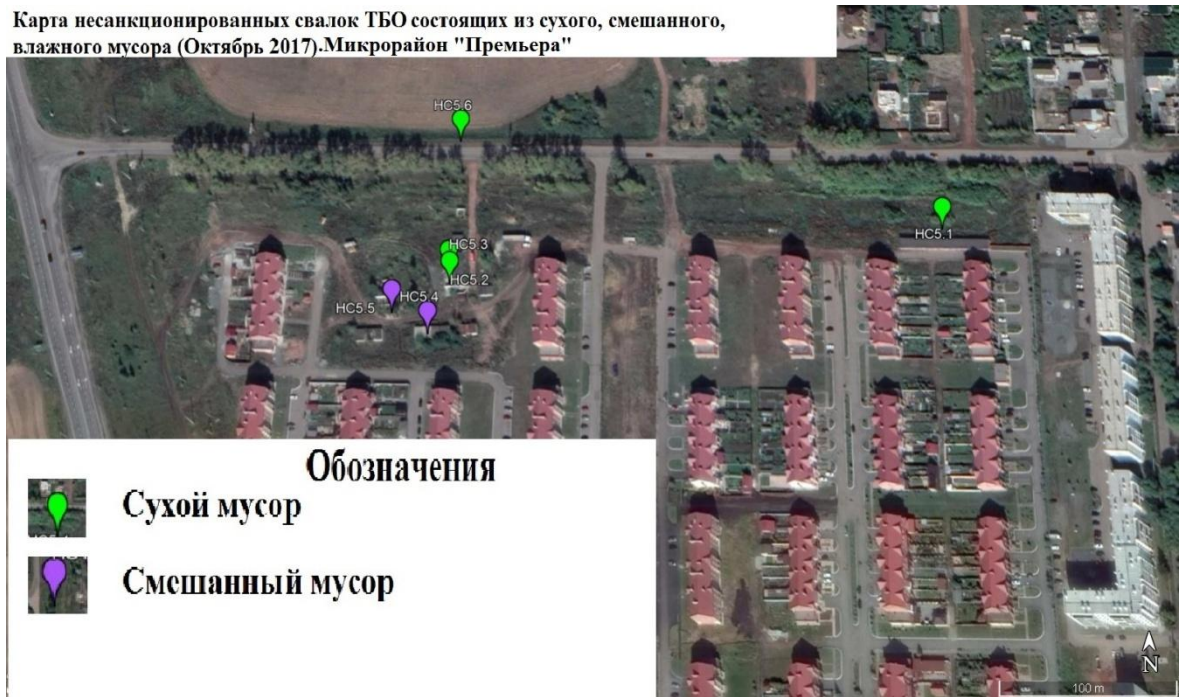 Карта несанкционированных свалок ТБО состоящих из сухого, смешанного,
влажного мусора (Октябрь 2017).Микрорайон "Премьера"
НС5.6
НС5.1
НС5.3
НС5.2
НС5.4
НС5.5
Обозначения
Сухой мусор
Смешанный мусор
N
100 m